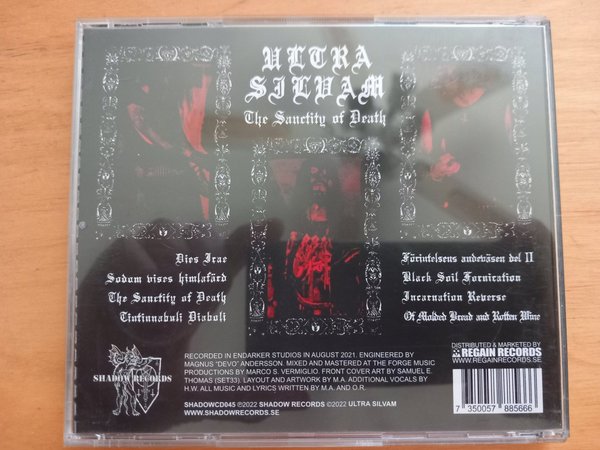 ULTRA
SILVAM
The Sanctity of Death
Dies Irae
Sodom vises himlafärd
The Sanctity of Death
Tintinnabuli Diaboli
Förintelsens andeväsen del II
Black Soil Fornication
Incarnation Reverse
Of Molded Bread and Rotten Wine
SHADOW RECORDS
RECORDED IN ENDARKER STUDIOS IN AUGUST 2021. ENGINEERED BY
MAGNUS "DEVO" ANDERSSON. MIXED AND MASTERED AT THE FORGE MUSIC
PRODUCTIONS BY MARCO S. VERMIGLIO. FRONT COVER ART BY SAMUEL E.
THOMAS (SET33). LAYOUT AND ARTWORK BY M.A. ADDITIONAL VOCALS BY
H.W. ALL MUSIC AND LYRICS WRITTEN BY M.A. AND O.R.
SHADOWCD045 ℗2022 SHADOW RECORDS ©2022 ULTRA SILVAM
WWW.SHADOWRECORDS.SE
DISTRIBUTED & MARKETED BY
REGAIN RECORDS
WWW.REGAINRECORDS.SE
7 350057 885666